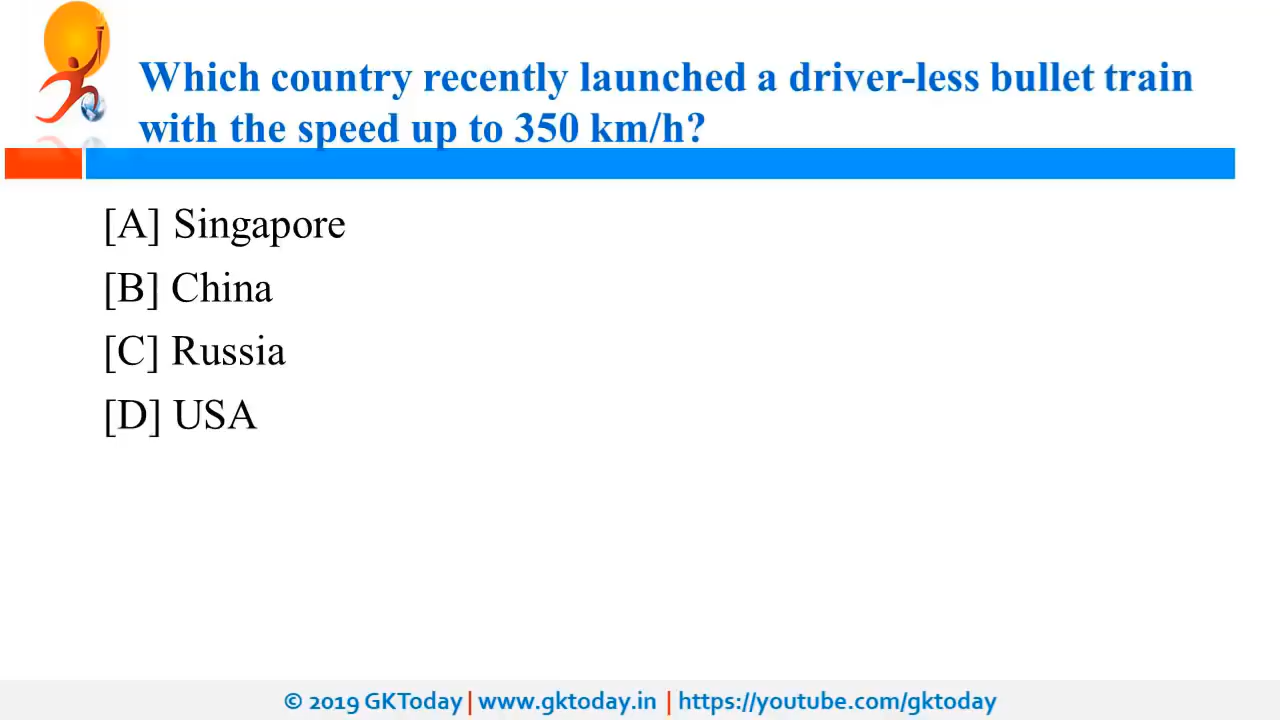 Which country recently launched a driver-less bullet train
with the speed up to 350 km/h?
[A] Singapore
[B] China
[C] Russia
[D] USA
© 2019 GKToday | www.gktoday.in | https://youtube.com/gktoday